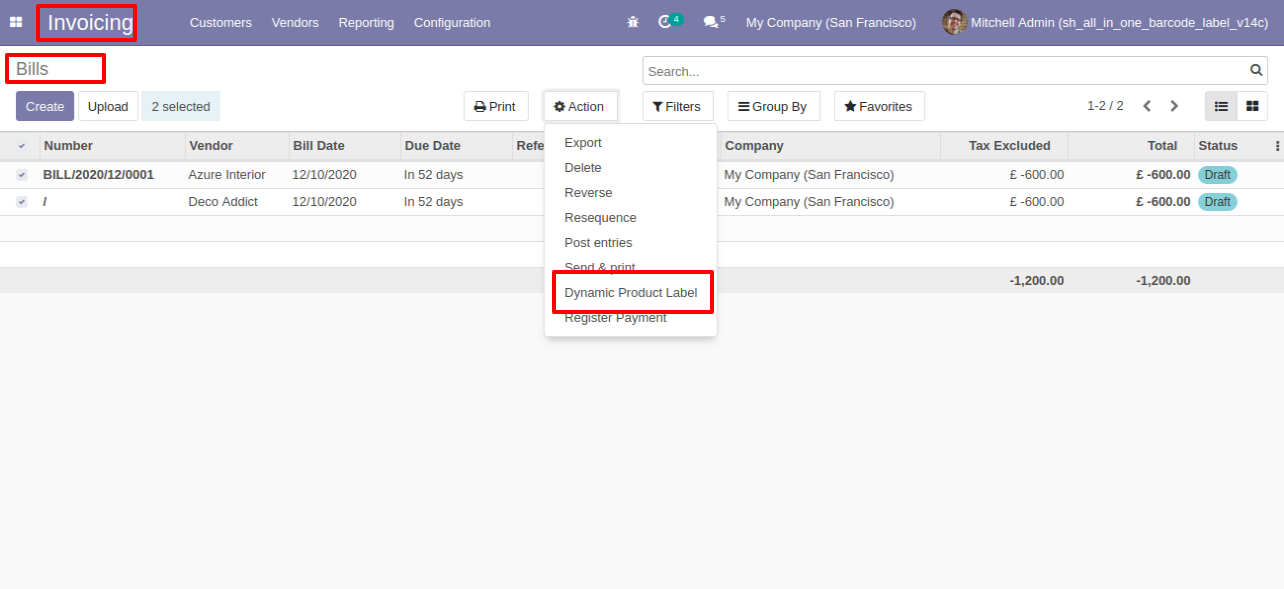 Invoicing Customers Vendors Reporting Configuration 4 5 My Company (San Francisco) Mitchell Admin (sh_all_in_one_barcode_label_v14c)
Bills
Search...
Create Upload 2 selected Print Action Filters Group By Favorites 1-2 / 2
Number Vendor Bill Date Due Date Refe Company Tax Excluded Total Status
BILL/2020/12/0001 Azure Interior 12/10/2020 In 52 days My Company (San Francisco) £ -600.00 £ -600.00 Draft
/ Deco Addict 12/10/2020 In 52 days My Company (San Francisco) £ -600.00 £ -600.00 Draft
-1,200.00 -1,200.00
Export
Delete
Reverse
Resequence
Post entries
Send & print
Dynamic Product Label
Register Payment